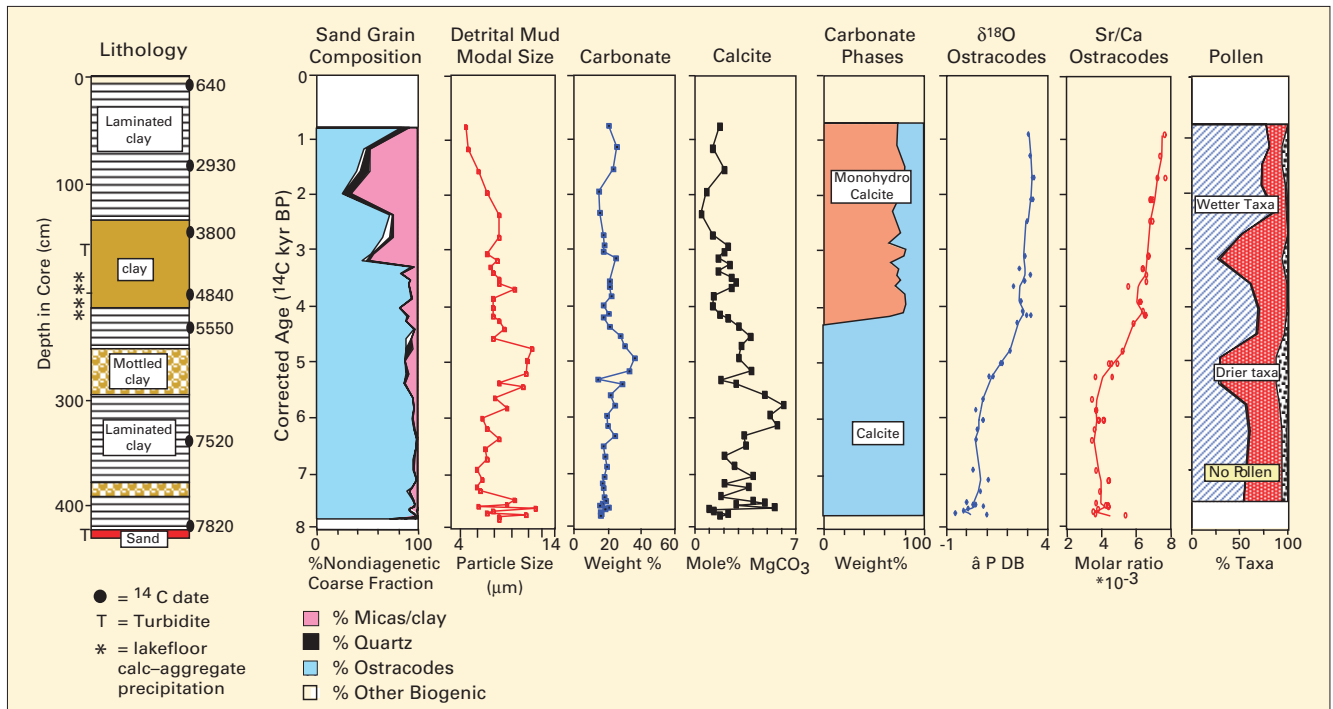 Lithology
Sand Grain
Composition
Detrital Mud
Modal Size
Carbonate
Calcite
Carbonate
Phases
δ18O
Ostracodes
Sr/Ca
Ostracodes
Pollen
Depth in Core (cm)
0
100
300
400
Laminated
clay
clay
Mottled
clay
Laminated
clay
Sand
T
*
*
*
*
T
640
2930
3800
4840
5550
7520
7820
Corrected Age (14C kyr BP)
0
1
2
3
4
5
6
7
8
0 100
%Nondiagenetic
Coarse Fraction
4 14
Particle Size
(µm)
0 20 40 60
Weight %
0 7
Mole% MgCO3
Monohydro
Calcite
Calcite
0 100
Weight%
-1 4
â P DB
2 4 6 8
Molar ratio
*10-3
Wetter Taxa
Drier taxa
No Pollen
0 100
% Taxa
= 14 C date
T = Turbidite
* = lakefloor
calc–aggregate
precipitation
% Micas/clay
% Quartz
% Ostracodes
% Other Biogenic